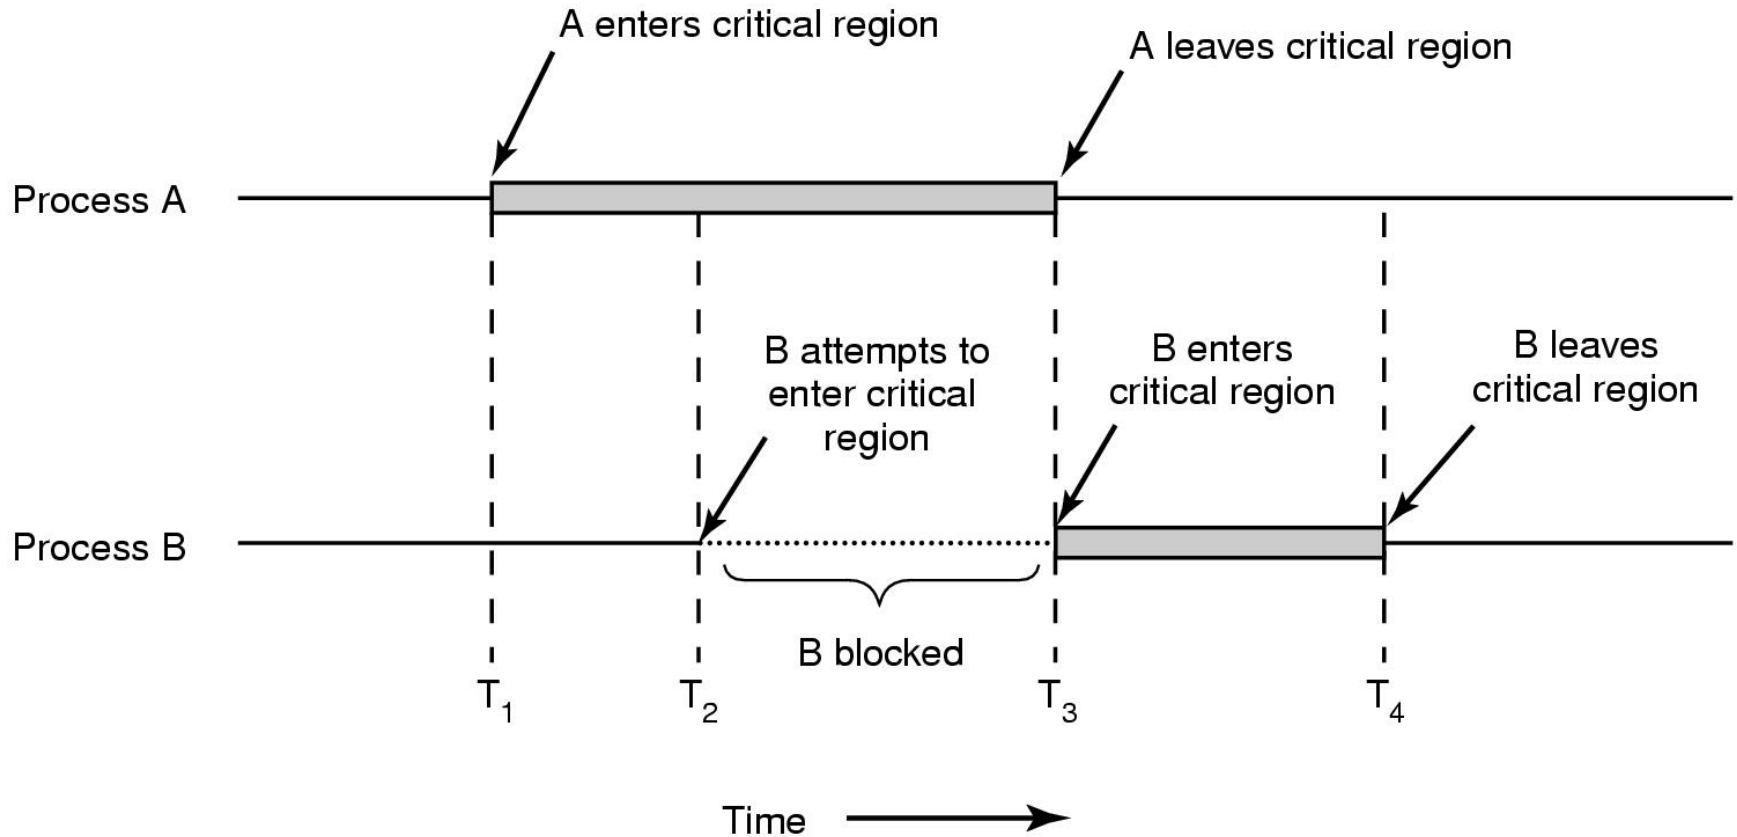 A enters critical region
A leaves critical region
Process A
B attempts to
enter critical
region
B enters
critical region
B leaves
critical region
Process B
B blocked
T1
T2
T3
T4
Time